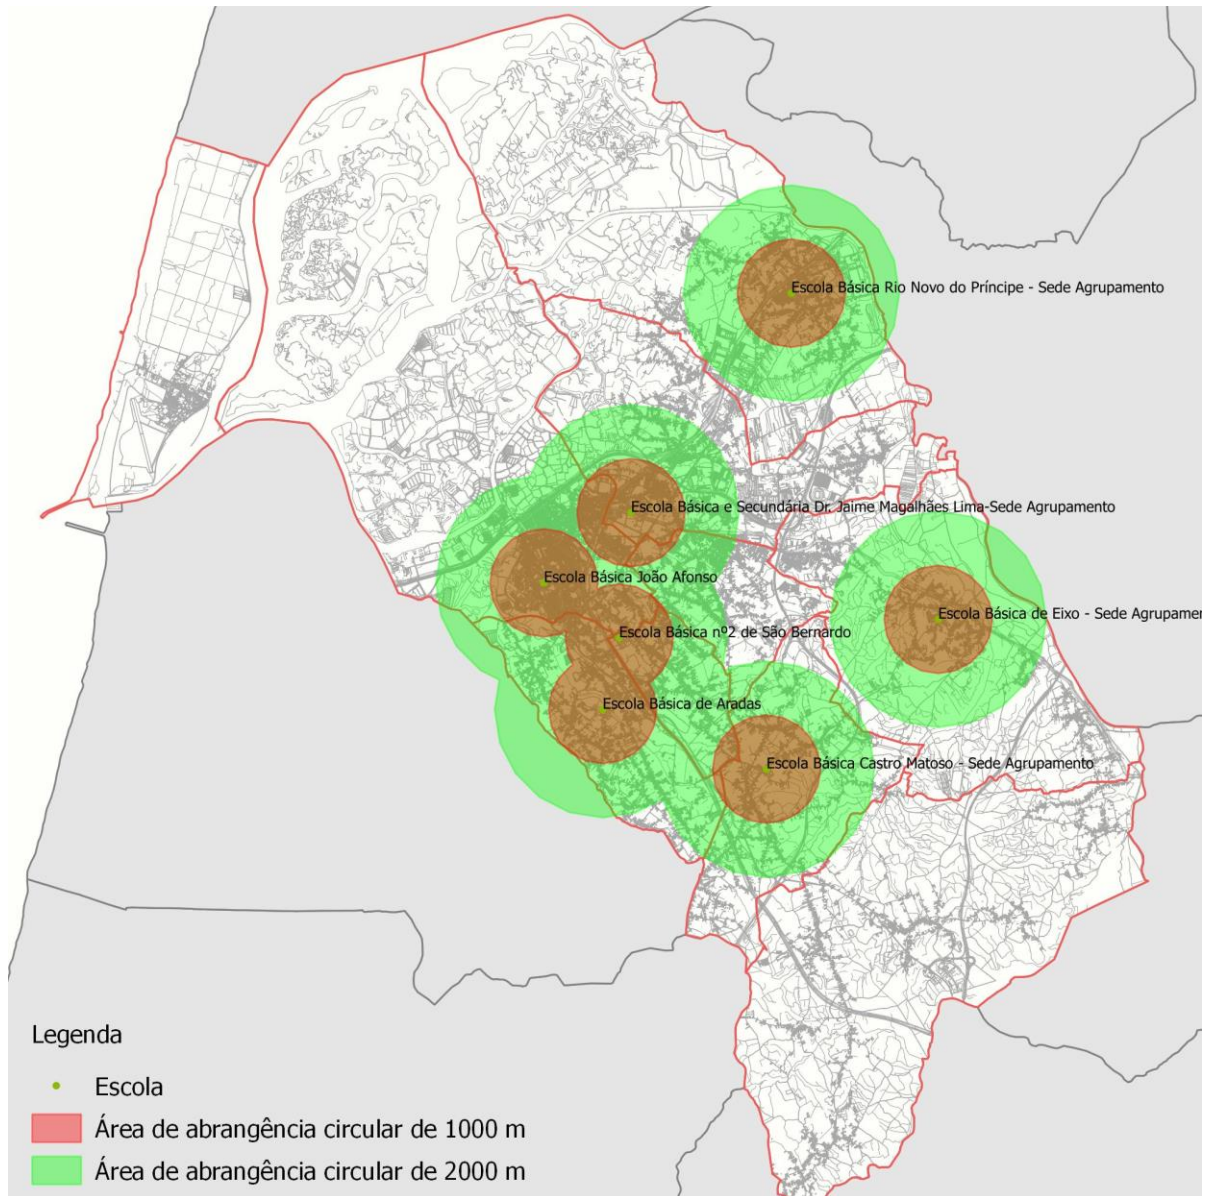 Escola Básica Rio Novo do Príncipe - Sede Agrupamento
Escola Básica e Secundária Dr. Jaime Magalhães Lima-Sede Agrupamento
Escola Básica João Afonso
Escola Básica de Eixo - Sede Agrupamen
Escola Básica nº2 de São Bernardo
Escola Básica de Aradas
Escola Básica Castro Matoso - Sede Agrupamento
Legenda
Escola
Área de abrangência circular de 1000 m
Área de abrangência circular de 2000 m